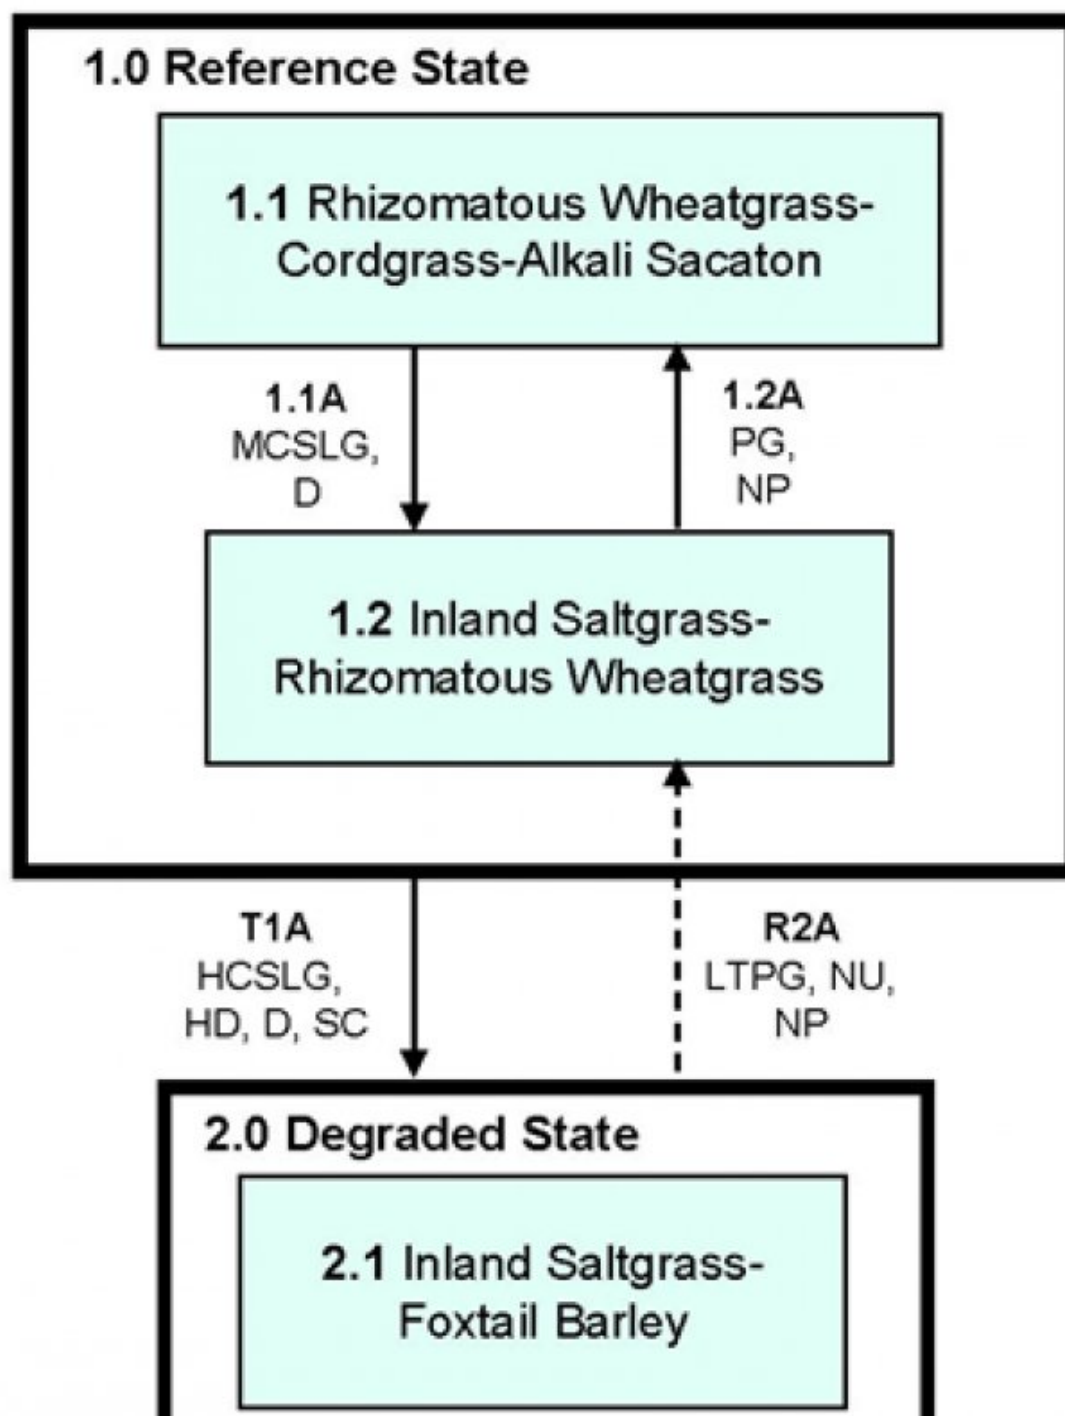 1.0 Reference State
1.1 Rhizomatous Wheatgrass-
Cordgrass-Alkali Sacaton
1.1A
MCSLG,
D
1.2A
PG,
NP
1.2 Inland Saltgrass-
Rhizomatous Wheatgrass
T1A
HCSLG,
HD, D, SC
R2A
LTPG, NU,
NP
2.0 Degraded State
2.1 Inland Saltgrass-
Foxtail Barley